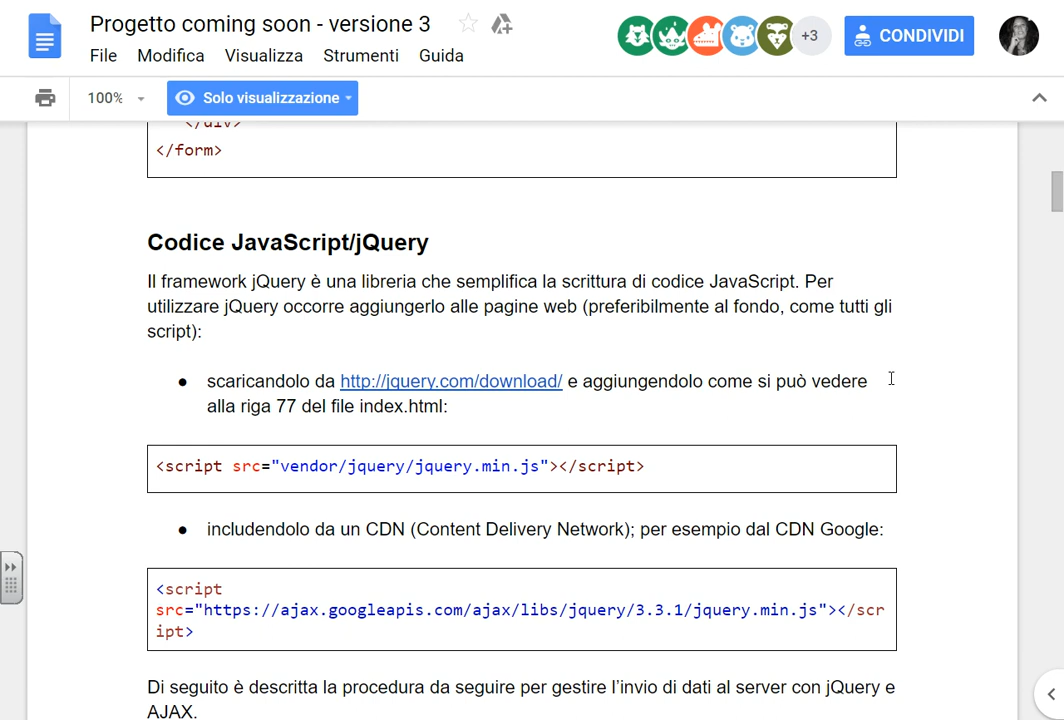 Progetto coming soon - versione 3
File Modifica Visualizza Strumenti Guida
+3
CONDIVIDI
100%
Solo visualizzazione
</div>
</form>
Codice JavaScript/jQuery
Il framework jQuery è una libreria che semplifica la scrittura di codice JavaScript. Per
utilizzare jQuery occorre aggiungerlo alle pagine web (preferibilmente al fondo, come tutti gli
script):
● scaricandolo da http://jquery.com/download/ e aggiungendolo come si può vedere
alla riga 77 del file index.html:
<script src="vendor/jquery/jquery.min.js"></script>
● includendolo da un CDN (Content Delivery Network); per esempio dal CDN Google:
<script
src="https://ajax.googleapis.com/ajax/libs/jquery/3.3.1/jquery.min.js"></scr
ipt>
Di seguito è descritta la procedura da seguire per gestire l’invio di dati al server con jQuery e
AJAX.